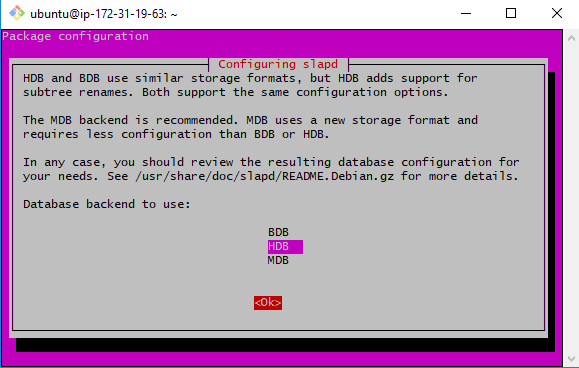 ubuntu@ip-172-31-19-63: ~
Package configuration
Configuring slapd
HDB and BDB use similar storage formats, but HDB adds support for
subtree renames. Both support the same configuration options.
The MDB backend is recommended. MDB uses a new storage format and
requires less configuration than BDB or HDB.
In any case, you should review the resulting database configuration for
your needs. See /usr/share/doc/slapd/README.Debian.gz for more details.
Database backend to use:
BDB
HDB
MDB
<Ok>